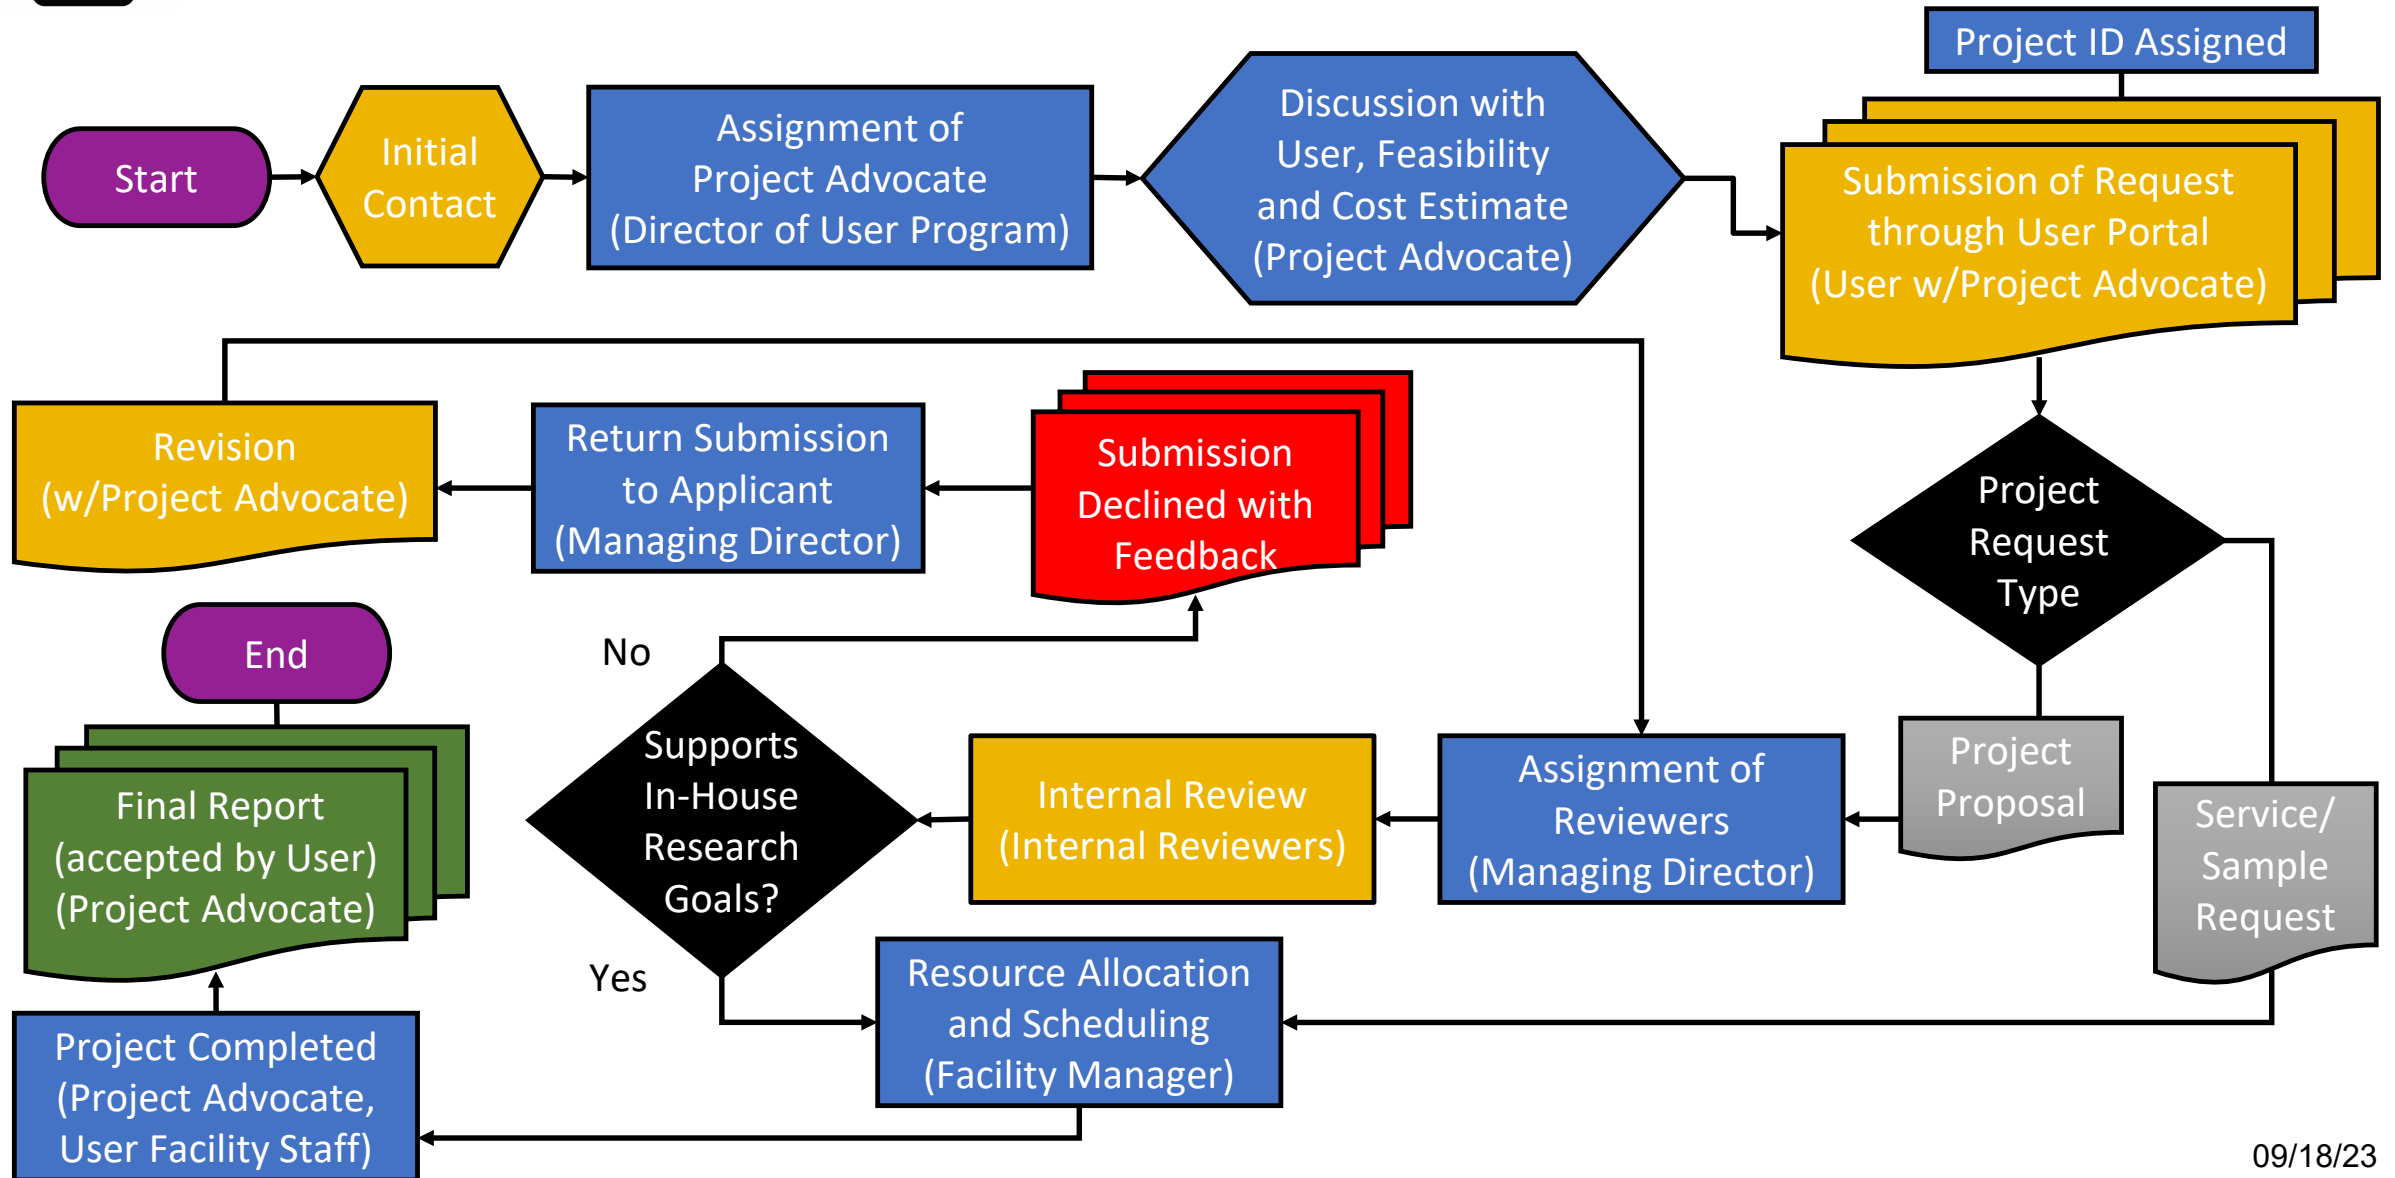 Project ID Assigned
Start
Initial
Contact
Assignment of
Project Advocate
(Director of User Program)
Discussion with
User, Feasibility
and Cost Estimate
(Project Advocate)
Submission of Request
through User Portal
(User w/Project Advocate)
Revision
(w/Project Advocate)
Return Submission
to Applicant
(Managing Director)
Submission
Declined with
Feedback
Project
Request
Type
End
No
Supports
In-House
Research
Goals?
Yes
Internal Review
(Internal Reviewers)
Assignment of
Reviewers
(Managing Director)
Project
Proposal
Service/
Sample
Request
Final Report
(accepted by User)
(Project Advocate)
Resource Allocation
and Scheduling
(Facility Manager)
Project Completed
(Project Advocate,
User Facility Staff)
09/18/23